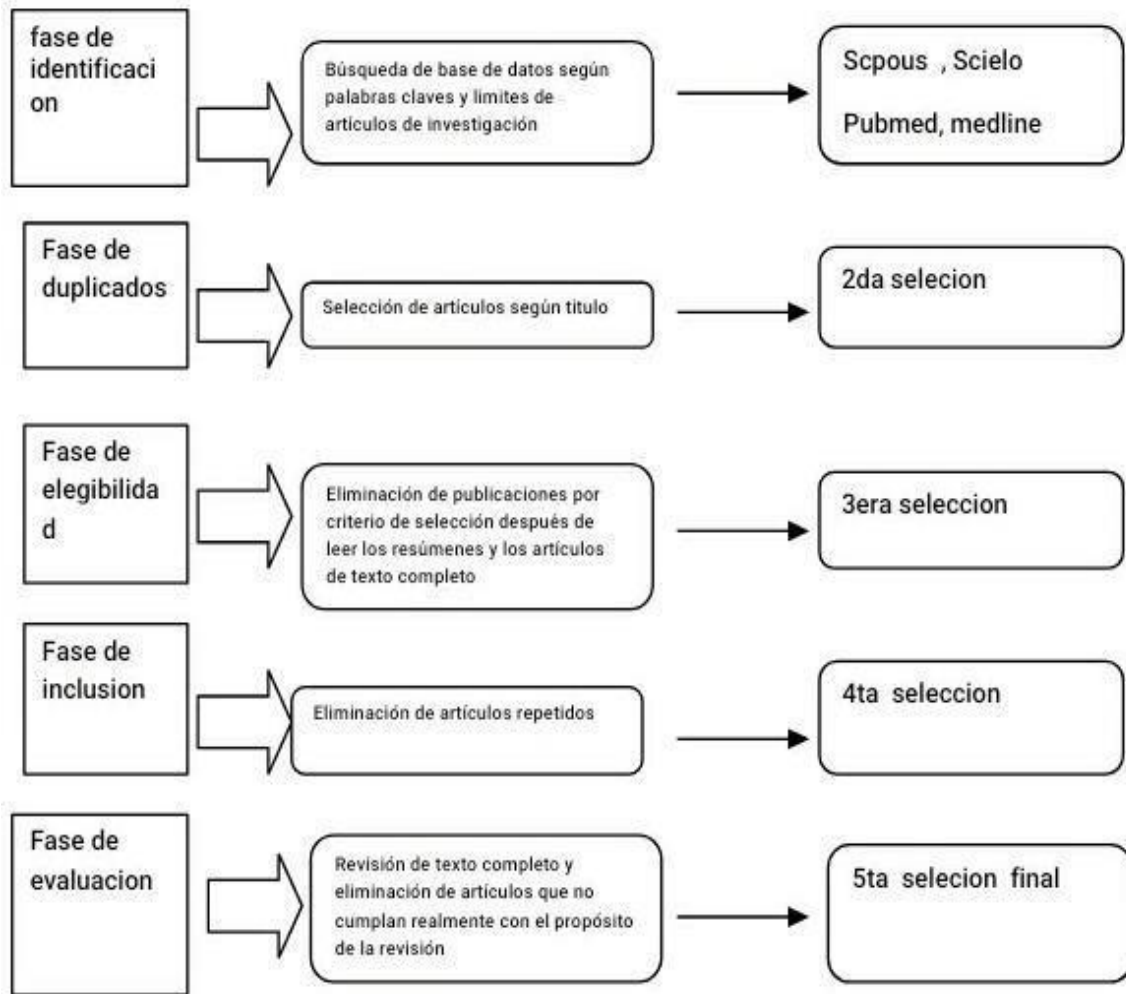 fase de
identificaci
on
Búsqueda de base de datos según
palabras claves y limites de
artículos de investigación
Scpous , Scielo
Pubmed, medline
Fase de
duplicados
Selección de artículos según titulo
2da selecion
Fase de
elegibilida
d
Eliminación de publicaciones por
criterio de selección después de
leer los resúmenes y los artículos
de texto completo
3era seleccion
Fase de
inclusion
Eliminación de artículos repetidos
4ta seleccion
Fase de
evaluacion
Revisión de texto completo y
eliminación de artículos que no
cumplan realmente con el propósito
de la revisión
5ta selecion final